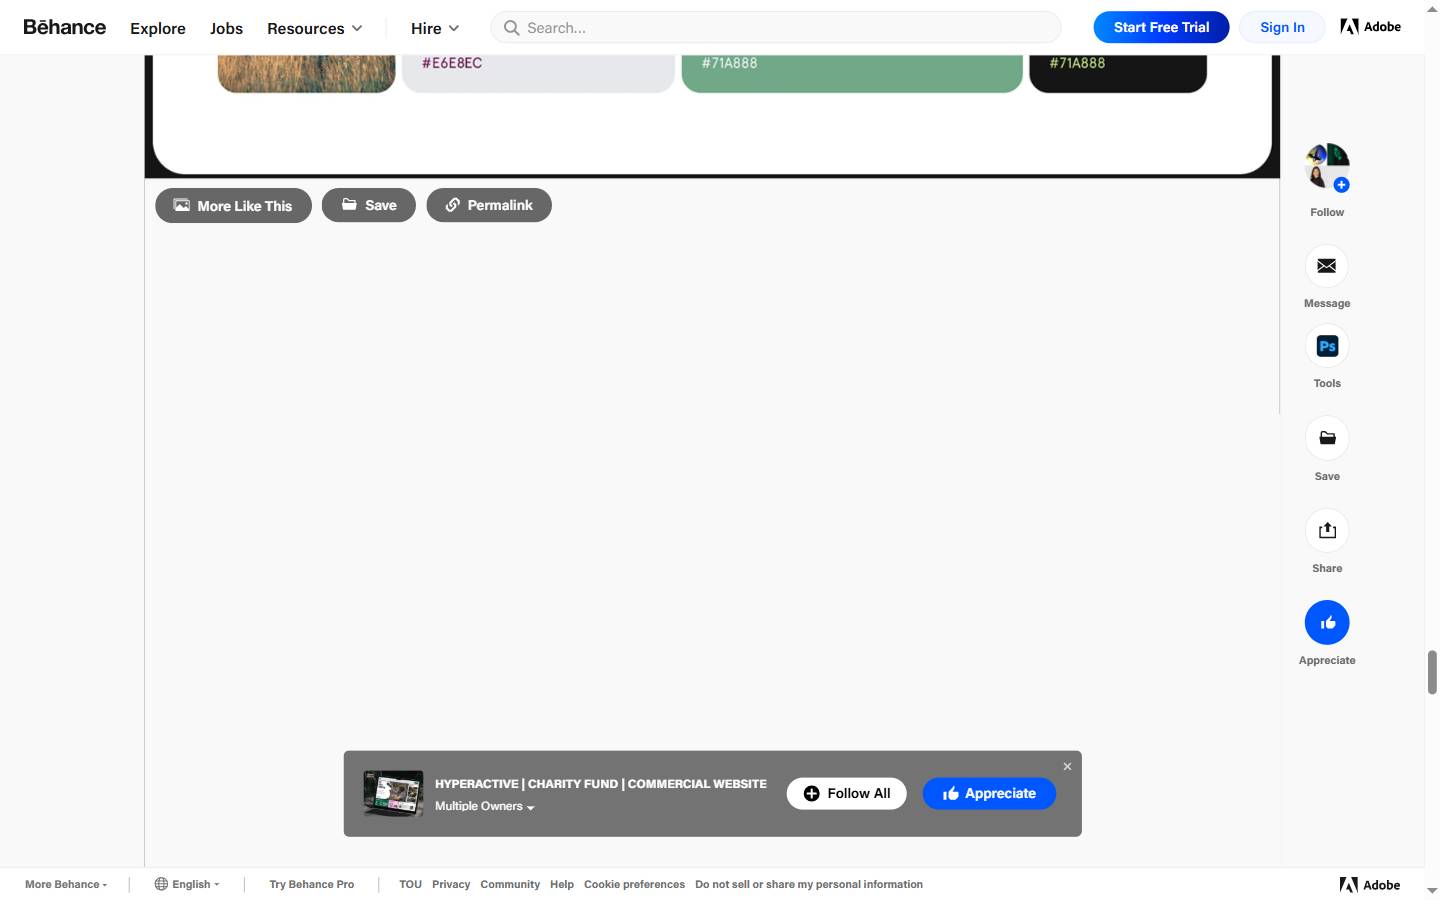 Bēhance
Explore
Jobs
Resources
Hire
Search...
Start Free Trial
Sign In
Adobe
#E6E8EC
#71A888
#71A888
More Like This
Save
Permalink
Follow
Message
Ps
Tools
Save
Share
Appreciate
HYPERACTIVE | CHARITY FUND | COMMERCIAL WEBSITE
Multiple Owners
Follow All
Appreciate
More Behance
English
Try Behance Pro
TOU
Privacy
Community
Help
Cookie preferences
Do not sell or share my personal information
Adobe